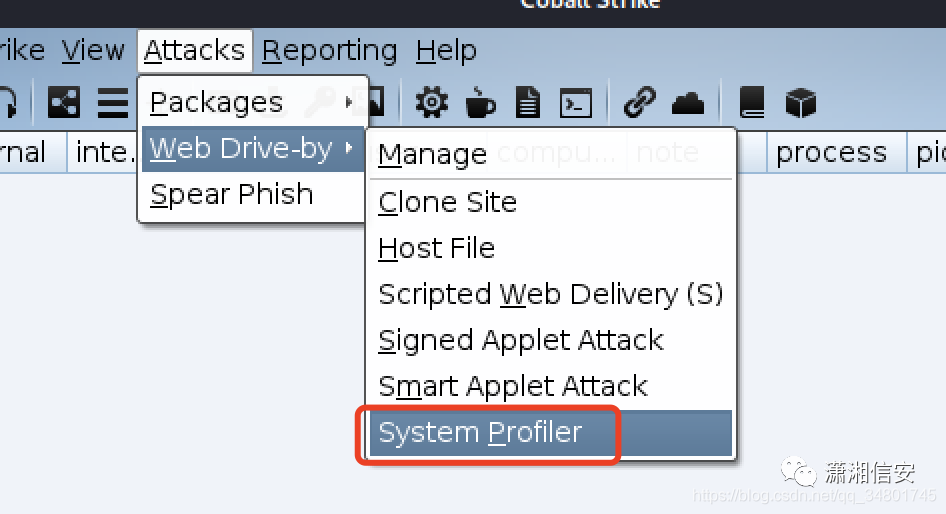 Cobalt Strike
rike View Attacks Reporting Help
Packages
rnal inte... compu... note process pic
Web Drive-by
Manage
Spear Phish
Clone Site
Host File
Scripted Web Delivery (S)
Signed Applet Attack
Smart Applet Attack
System Profiler
潇湘信安
https://blog.csdn.net/qq_34801745